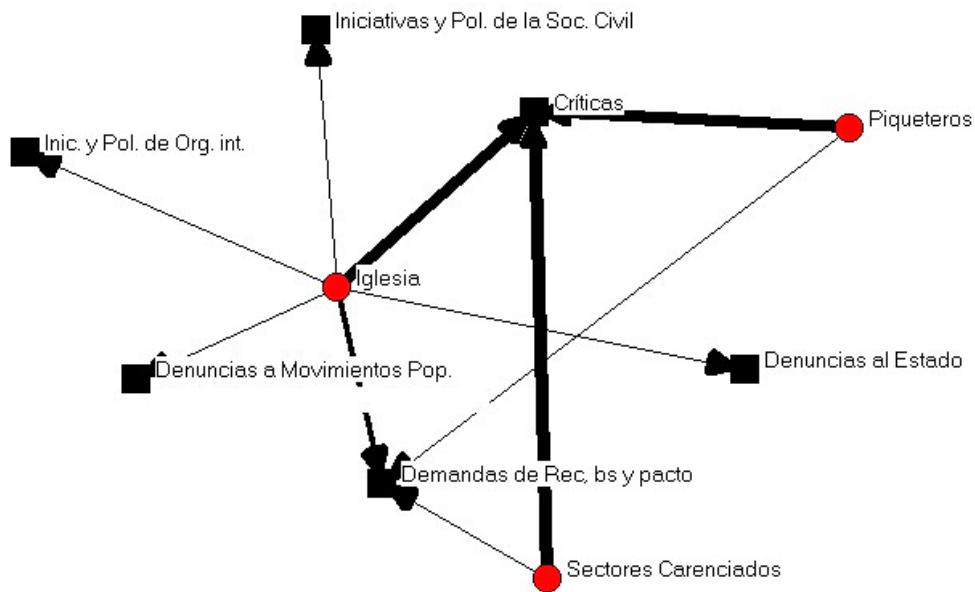 Iniciativas y Pol. de la Soc. Civil
Críticas
Piqueteros
Inic. y Pol. de Org. int.
Iglesia
Denuncias a Movimientos Pop.
Denuncias al Estado
Demandas de Rec, bs y pacto
Sectores Carenciados